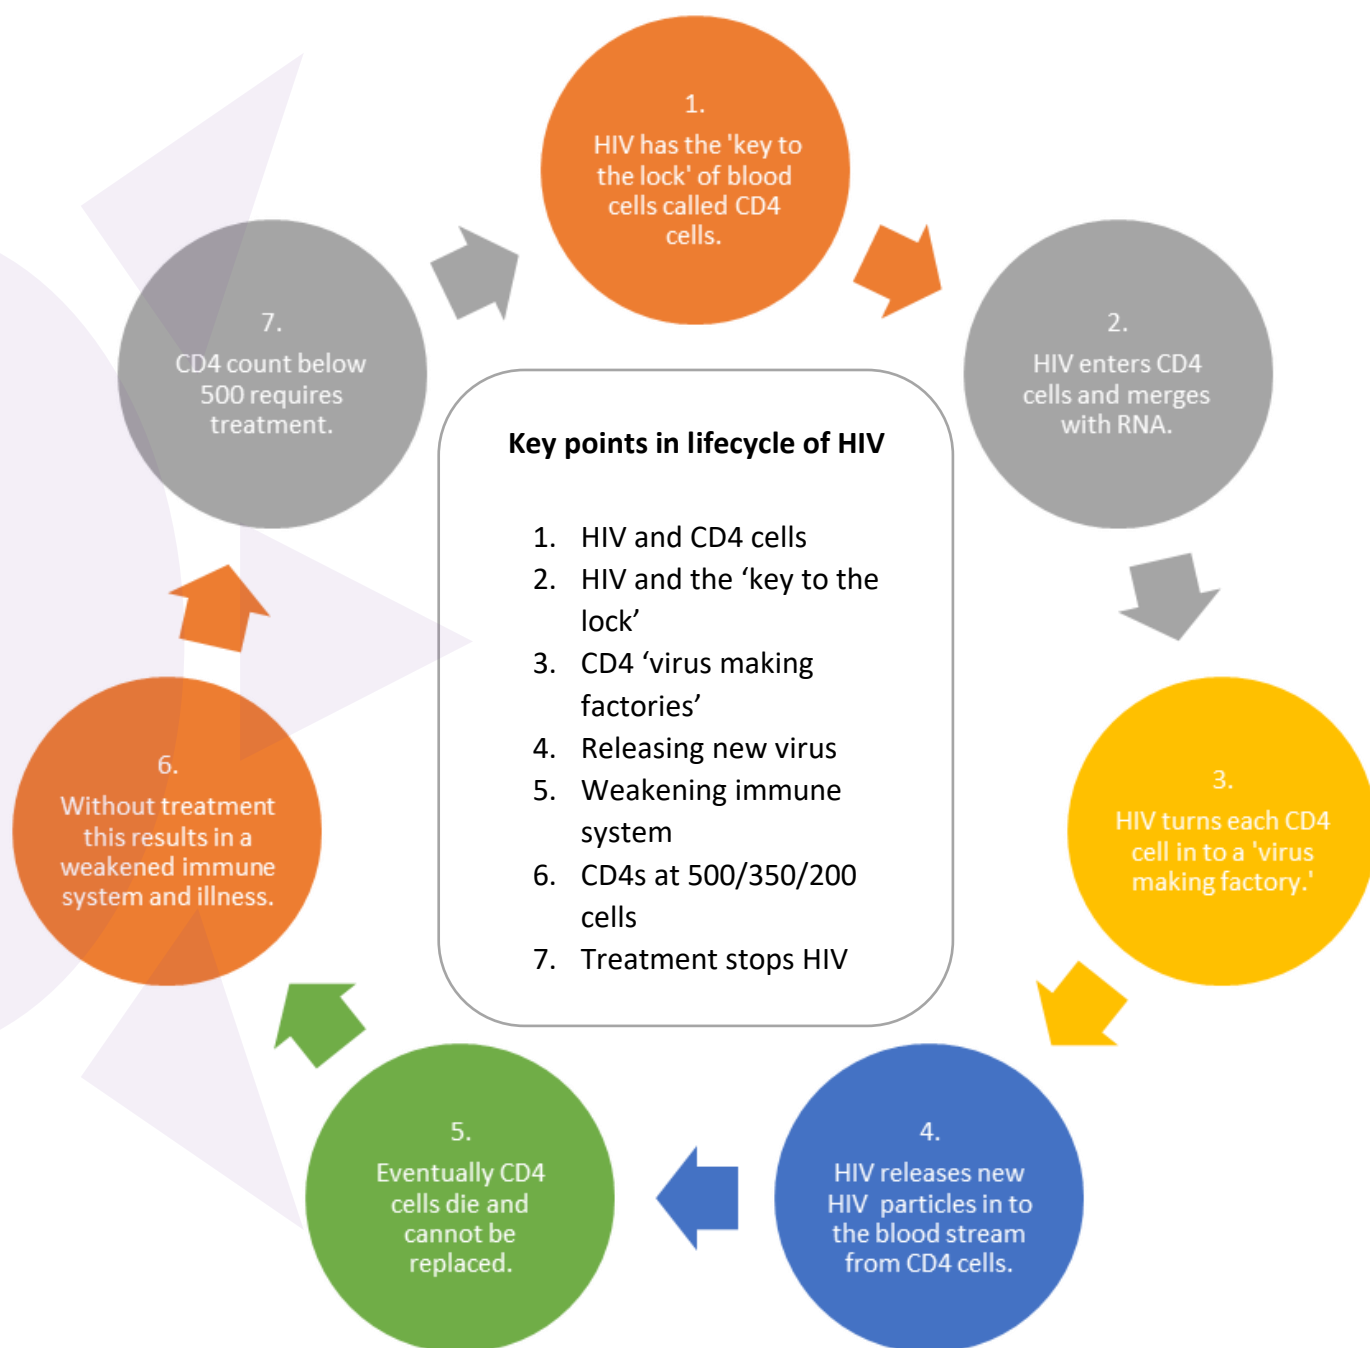 1.
HIV has the 'key to
the lock' of blood
cells called CD4
cells.
2.
HIV enters CD4
cells and merges
with RNA.
3.
HIV turns each CD4
cell in to a 'virus
making factory.'
4.
HIV releases new
HIV particles in to
the blood stream
from CD4 cells.
5.
Eventually CD4
cells die and
cannot be
replaced.
6.
Without treatment
this results in a
weakened immune
system and illness.
7.
CD4 count below
500 requires
treatment.
Key points in lifecycle of HIV
1. HIV and CD4 cells
2. HIV and the ‘key to the
lock’
3. CD4 ‘virus making
factories’
4. Releasing new virus
5. Weakening immune
system
6. CD4s at 500/350/200
cells
7. Treatment stops HIV